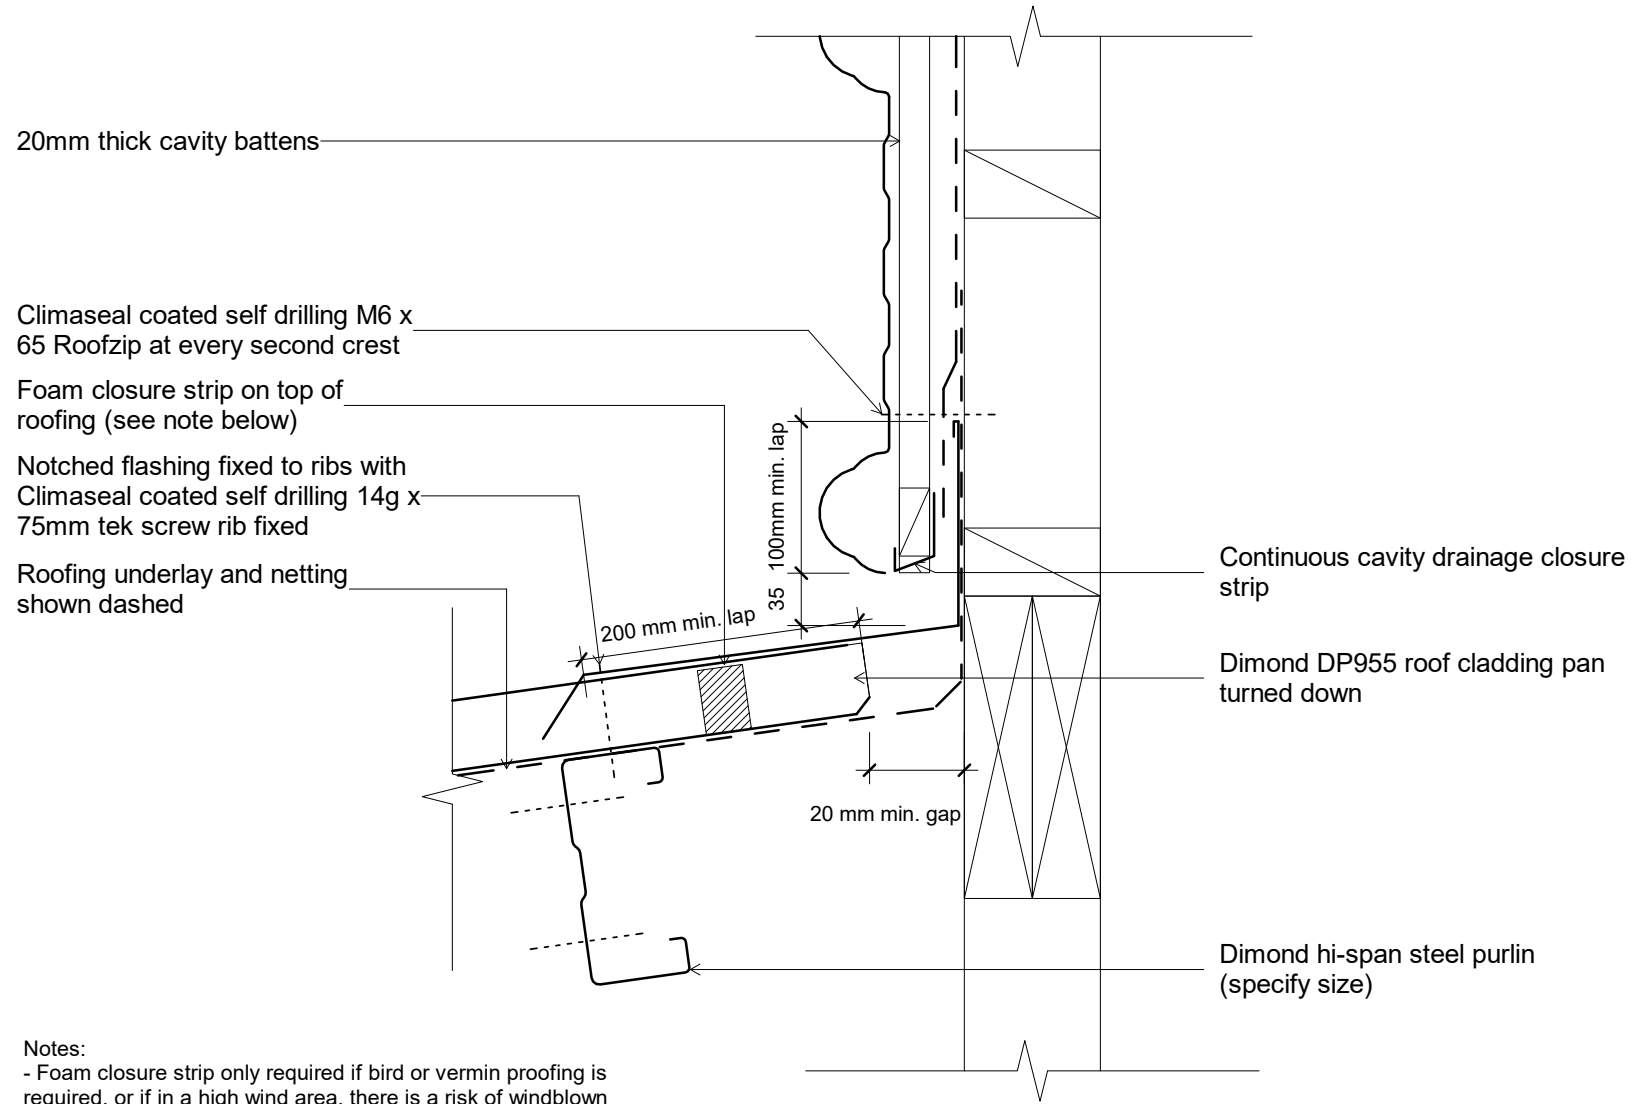 20mm thick cavity battens
Climaseal coated self drilling M6 x
65 Roofzip at every second crest
Foam closure strip on top of
roofing (see note below)
Notched flashing fixed to ribs with
Climaseal coated self drilling 14g x
75mm tek screw rib fixed
Roofing underlay and netting
shown dashed
100mm min. lap
35
200 mm min. lap
20 mm min. gap
Continuous cavity drainage closure
strip
Dimond DP955 roof cladding pan
turned down
Dimond hi-span steel purlin
(specify size)
Notes:
- Foam closure strip only required if bird or vermin proofing is
required, or if in a high wind area, there is a risk of windblown